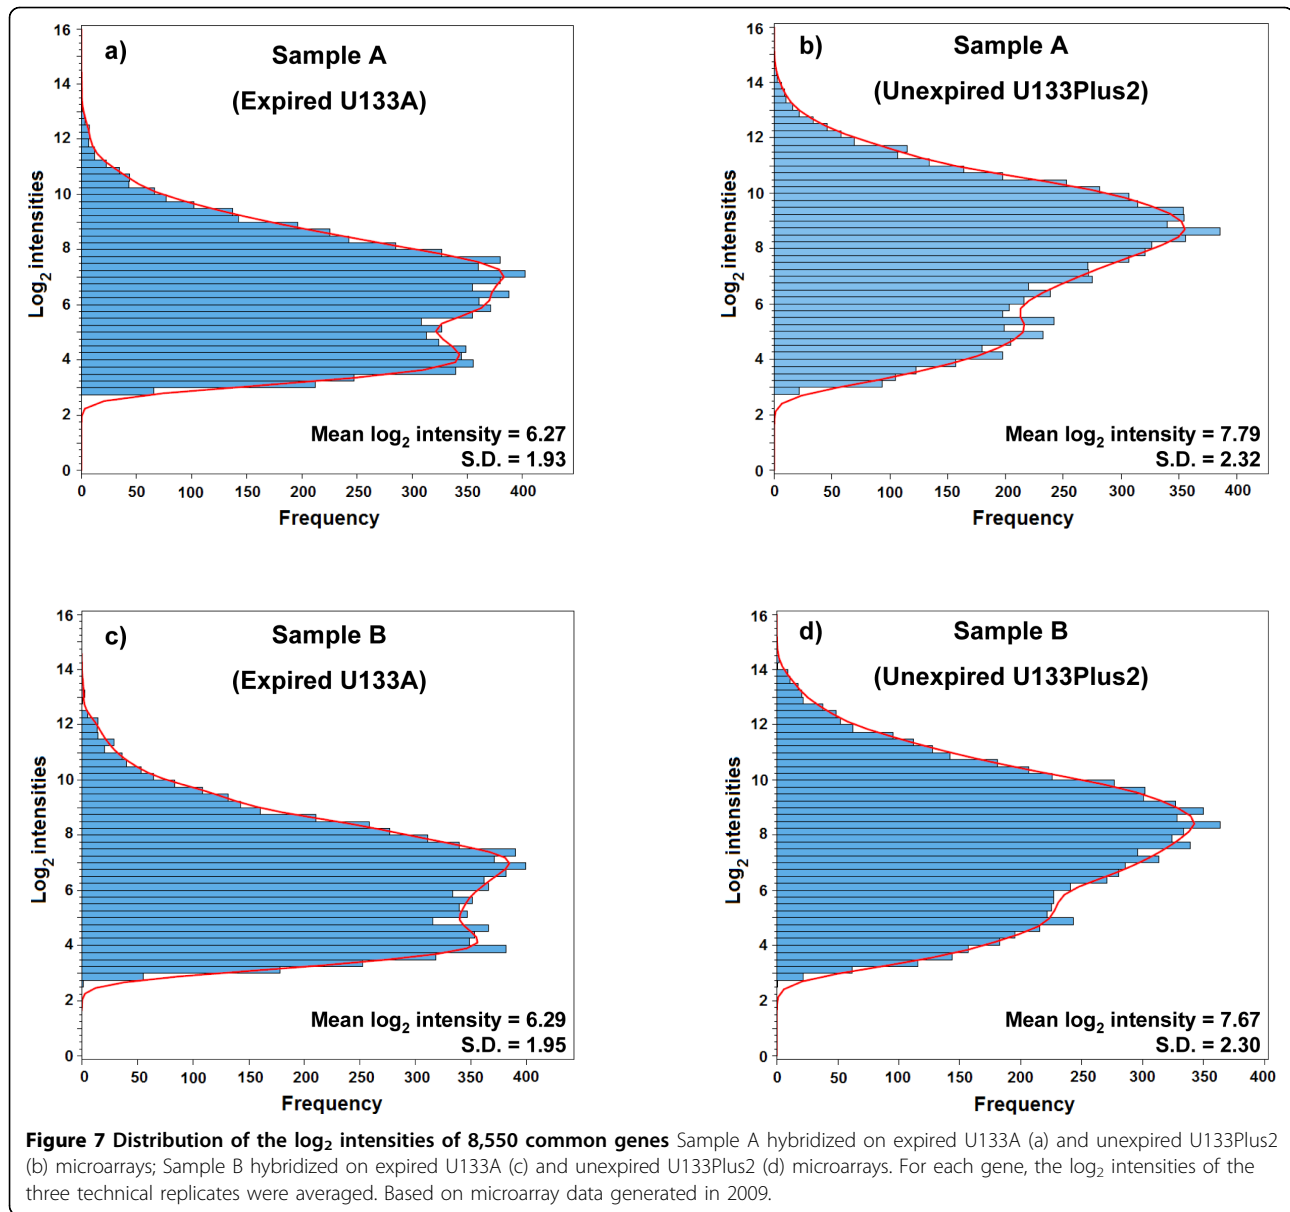 a)
Sample A
(Expired U133A)
16
14
12
10
8
6
4
2
0
Log2 intensities
Mean log2 intensity = 6.27
S.D. = 1.93
0 50 100 150 200 250 300 350 400
Frequency
b)
Sample A
(Unexpired U133Plus2)
16
14
12
10
8
6
4
2
0
Log2 intensities
Mean log2 intensity = 7.79
S.D. = 2.32
0 50 100 150 200 250 300 350 400
Frequency
c)
Sample B
(Expired U133A)
16
14
12
10
8
6
4
2
0
Log2 intensities
Mean log2 intensity = 6.29
S.D. = 1.95
0 50 100 150 200 250 300 350 400
Frequency
d)
Sample B
(Unexpired U133Plus2)
16
14
12
10
8
6
4
2
0
Log2 intensities
Mean log2 intensity = 7.67
S.D. = 2.30
0 50 100 150 200 250 300 350 400
Frequency
Figure 7 Distribution of the log2 intensities of 8,550 common genes Sample A hybridized on expired U133A (a) and unexpired U133Plus2
(b) microarrays; Sample B hybridized on expired U133A (c) and unexpired U133Plus2 (d) microarrays. For each gene, the log2 intensities of the
three technical replicates were averaged. Based on microarray data generated in 2009.